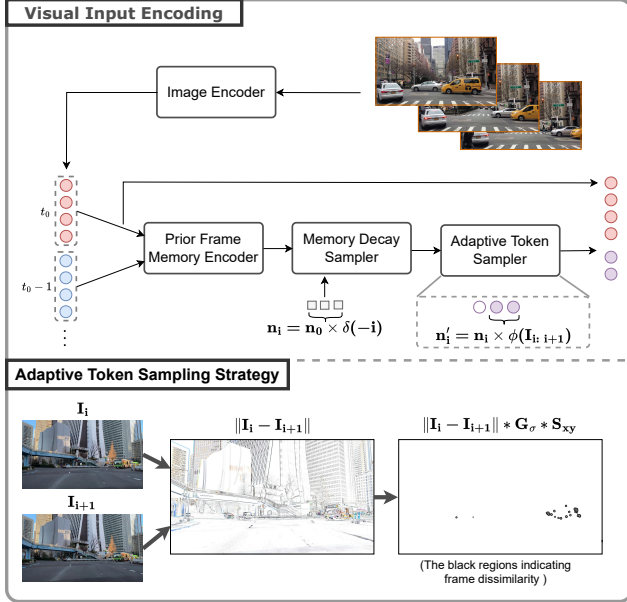 Visual Input Encoding
Image Encoder
t₀
Prior Frame
Memory Encoder
Memory Decay
Sampler
Adaptive Token
Sampler
t₀ − 1
nᵢ = n₀ × δ(−i)
n′ᵢ = nᵢ × ϕ(Iᵢ: ᵢ₊₁)
Adaptive Token Sampling Strategy
Iᵢ
‖Iᵢ − Iᵢ₊₁‖
‖Iᵢ − Iᵢ₊₁‖ * G_σ * S_xy
Iᵢ₊₁
(The black regions indicating
frame dissimilarity )